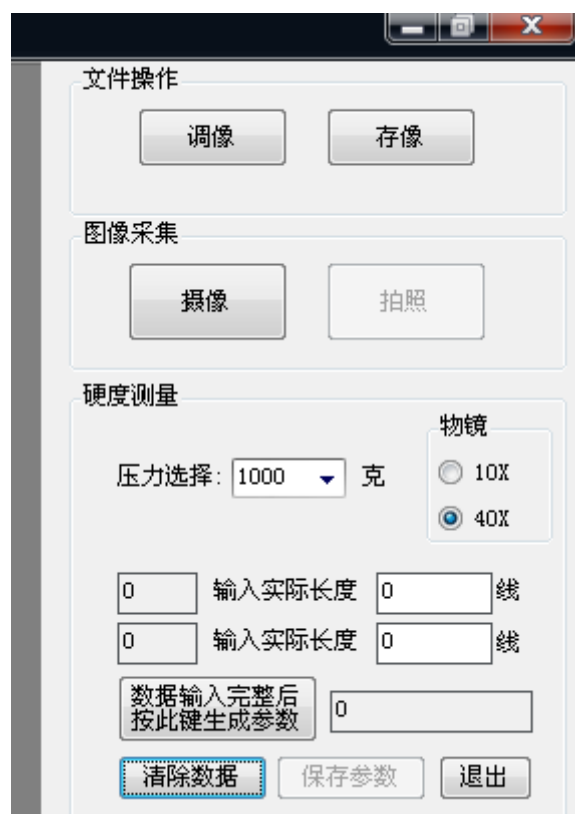 文件操作
调像 存像
图像采集
摄像 拍照
硬度测量
物镜
压力选择: 1000 克 10X
40X
0 输入实际长度 0 线
0 输入实际长度 0 线
数据输入完整后
按此键生成参数 0
清除数据 保存参数 退出